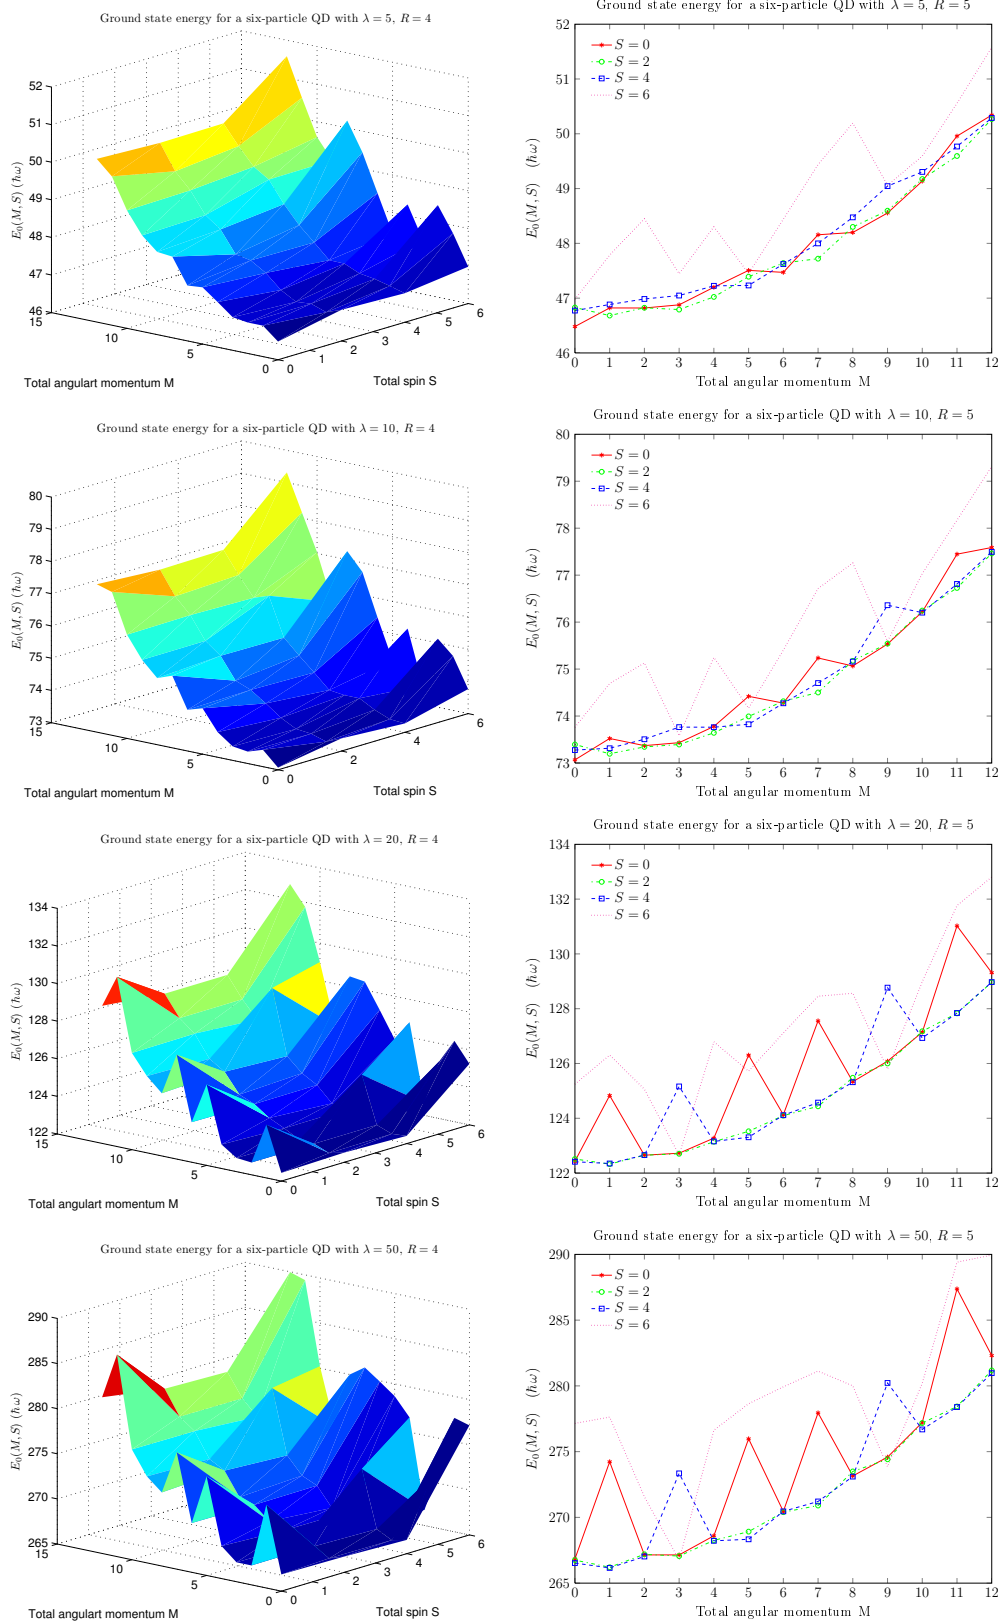 Ground state energy for a six-particle QD with λ = 5, R = 4
52
51
50
49
48
47
46
15
10
5
0
0
1
2
3
4
5
6
E₀(M, S) (ħω)
Total angulart momentum M
Total spin S
Ground state energy for a six-particle QD with λ = 5, R = 5
S = 0
S = 2
S = 4
S = 6
52
51
50
49
48
47
46
E₀(M, S) (ħω)
0 1 2 3 4 5 6 7 8 9 10 11 12
Total angular momentum M
Ground state energy for a six-particle QD with λ = 10, R = 4
80
79
78
77
76
75
74
73
15
10
5
0
0
2
4
6
E₀(M, S) (ħω)
Total angulart momentum M
Total spin S
Ground state energy for a six-particle QD with λ = 10, R = 5
S = 0
S = 2
S = 4
S = 6
80
79
78
77
76
75
74
73
E₀(M, S) (ħω)
0 1 2 3 4 5 6 7 8 9 10 11 12
Total angular momentum M
Ground state energy for a six-particle QD with λ = 20, R = 4
134
132
130
128
126
124
122
15
10
5
0
0
1
2
3
4
5
6
E₀(M, S) (ħω)
Total angulart momentum M
Total spin S
Ground state energy for a six-particle QD with λ = 20, R = 5
S = 0
S = 2
S = 4
S = 6
134
132
130
128
126
124
122
E₀(M, S) (ħω)
0 1 2 3 4 5 6 7 8 9 10 11 12
Total angular momentum M
Ground state energy for a six-particle QD with λ = 50, R = 4
290
285
280
275
270
265
15
10
5
0
0
1
2
3
4
5
6
E₀(M, S) (ħω)
Total angulart momentum M
Total spin S
Ground state energy for a six-particle QD with λ = 50, R = 5
S = 0
S = 2
S = 4
S = 6
290
285
280
275
270
265
E₀(M, S) (ħω)
0 1 2 3 4 5 6 7 8 9 10 11 12
Total angular momentum M